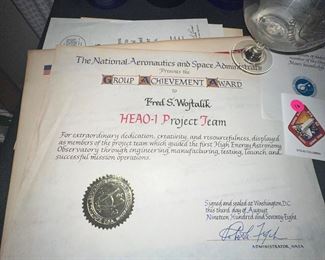 The National Aeronautics and Space Administration
Presents the
Group Achievement Award
to
Fred S. Wojtalik
HEAO-1 Project Team
For extraordinary dedication, creativity, and resourcefulness, displayed
as members of the project team which guided the first High Energy Astronomy
Observatory through engineering, manufacturing, testing, launch and
successful mission operations.
Signed and sealed at Washington, D.C.
this third day of August
Nineteen Hundred and Seventy-Eight
ADMINISTRATOR, NASA